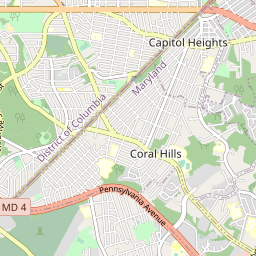 Capitol Heights
Maryland
District of Columbia
Coral Hills
Pennsylvania Avenue
MD 4